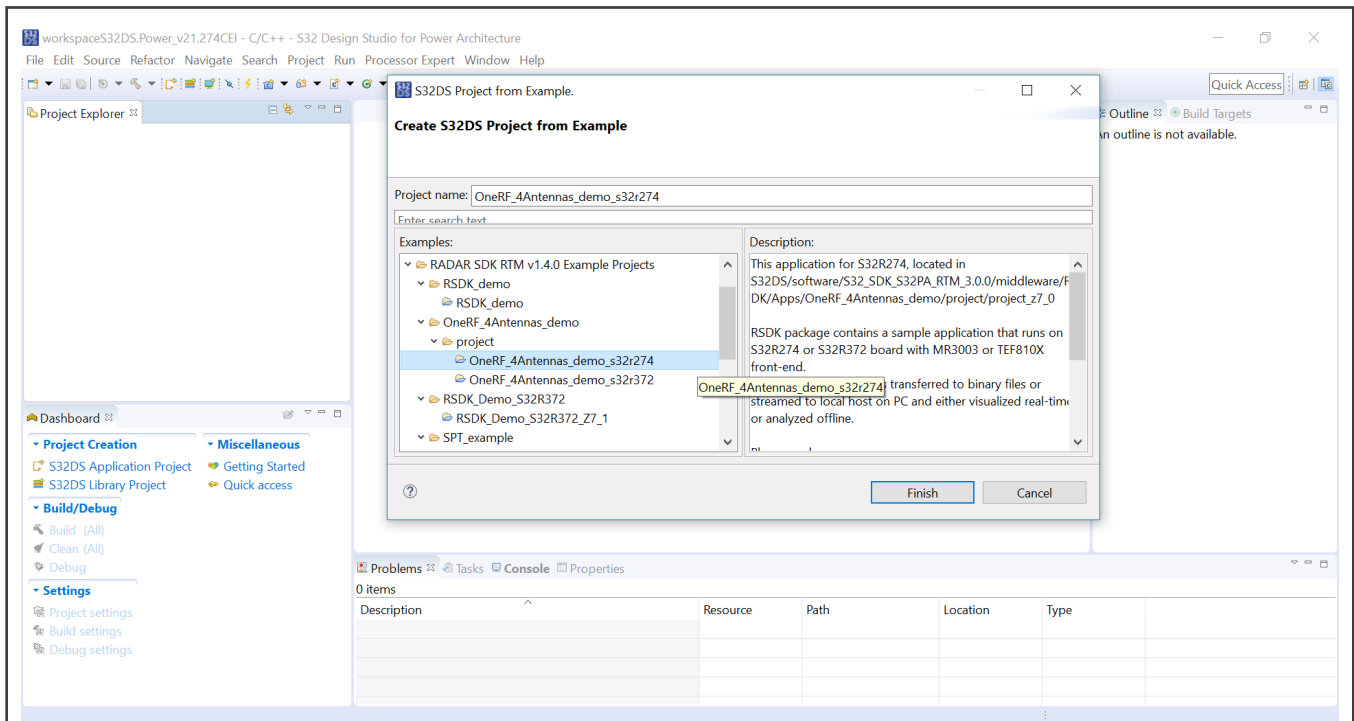 workspaceS32DS.Power_v21.274CEI - C/C++ - S32 Design Studio for Power Architecture
File Edit Source Refactor Navigate Search Project Run Processor Expert Window Help
Quick Access
Project Explorer
S32DS Project from Example.
Create S32DS Project from Example
Project name: OneRF_4Antennas_demo_s32r274
Enter search text
Examples:
RADAR SDK RTM v1.4.0 Example Projects
RSDK_demo
RSDK_demo
OneRF_4Antennas_demo
project
OneRF_4Antennas_demo_s32r274
OneRF_4Antennas_demo_s32r372
RSDK_Demo_S32R372
RSDK_Demo_S32R372_Z7_1
SPT_example
OneRF_4Antennas_demo_s32r274
Description:
This application for S32R274, located in
S32DS/software/S32_SDK_S32PA_RTM_3.0.0/middleware/R
DK/Apps/OneRF_4Antennas_demo/project/project_z7_0
RSDK package contains a sample application that runs on
S32R274 or S32R372 board with MR3003 or TEF810X
front-end.
transferred to binary files or
streamed to local host on PC and either visualized real-time
or analyzed offline.
Finish
Cancel
Outline Build Targets
An outline is not available.
Dashboard
Project Creation
S32DS Application Project
S32DS Library Project
Miscellaneous
Getting Started
Quick access
Build/Debug
Build (All)
Clean (All)
Debug
Settings
Project settings
Build settings
Debug settings
Problems Tasks Console Properties
0 items
Description Resource Path Location Type